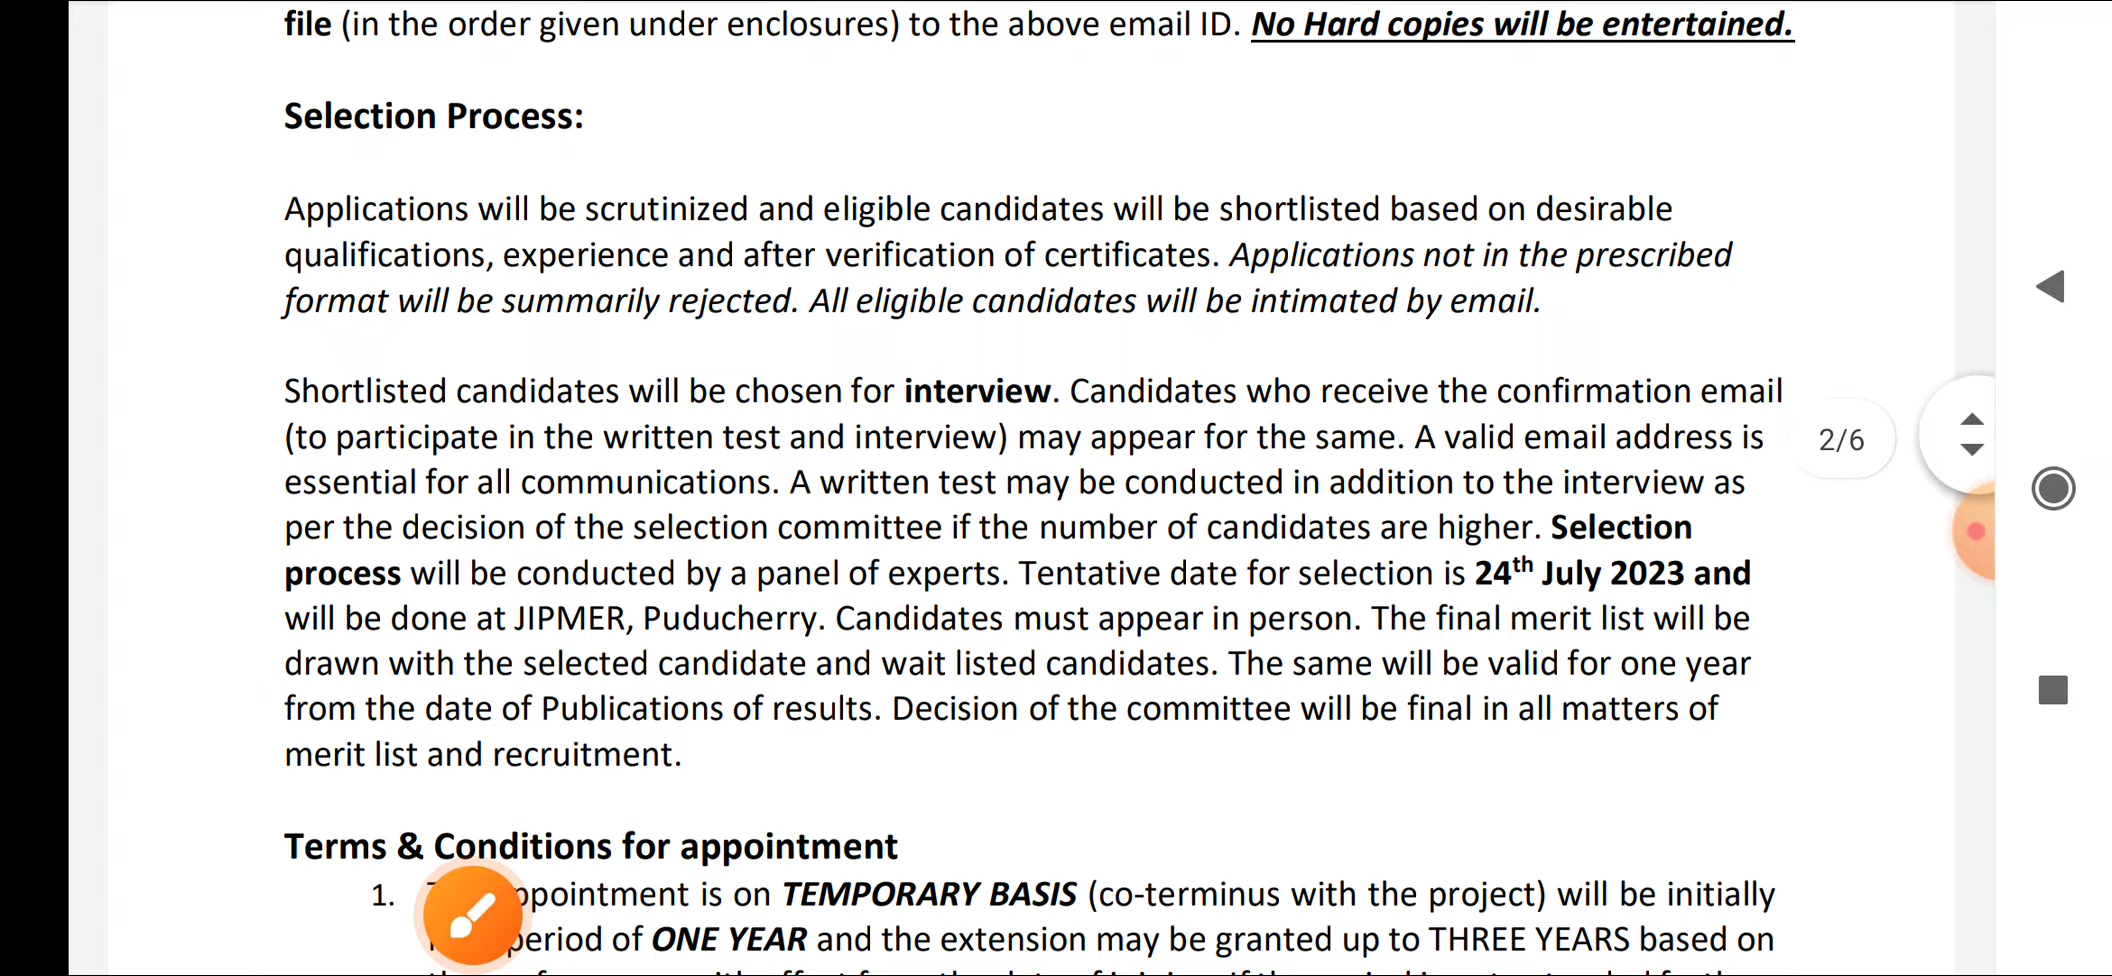 file (in the order given under enclosures) to the above email ID. No Hard copies will be entertained.
Selection Process:
Applications will be scrutinized and eligible candidates will be shortlisted based on desirable
qualifications, experience and after verification of certificates. Applications not in the prescribed
format will be summarily rejected. All eligible candidates will be intimated by email.
Shortlisted candidates will be chosen for interview. Candidates who receive the confirmation email
(to participate in the written test and interview) may appear for the same. A valid email address is
essential for all communications. A written test may be conducted in addition to the interview as
per the decision of the selection committee if the number of candidates are higher. Selection
process will be conducted by a panel of experts. Tentative date for selection is 24th July 2023 and
will be done at JIPMER, Puducherry. Candidates must appear in person. The final merit list will be
drawn with the selected candidate and wait listed candidates. The same will be valid for one year
from the date of Publications of results. Decision of the committee will be final in all matters of
merit list and recruitment.
2/6
Terms & Conditions for appointment
1. ppointment is on TEMPORARY BASIS (co-terminus with the project) will be initially
period of ONE YEAR and the extension may be granted up to THREE YEARS based on